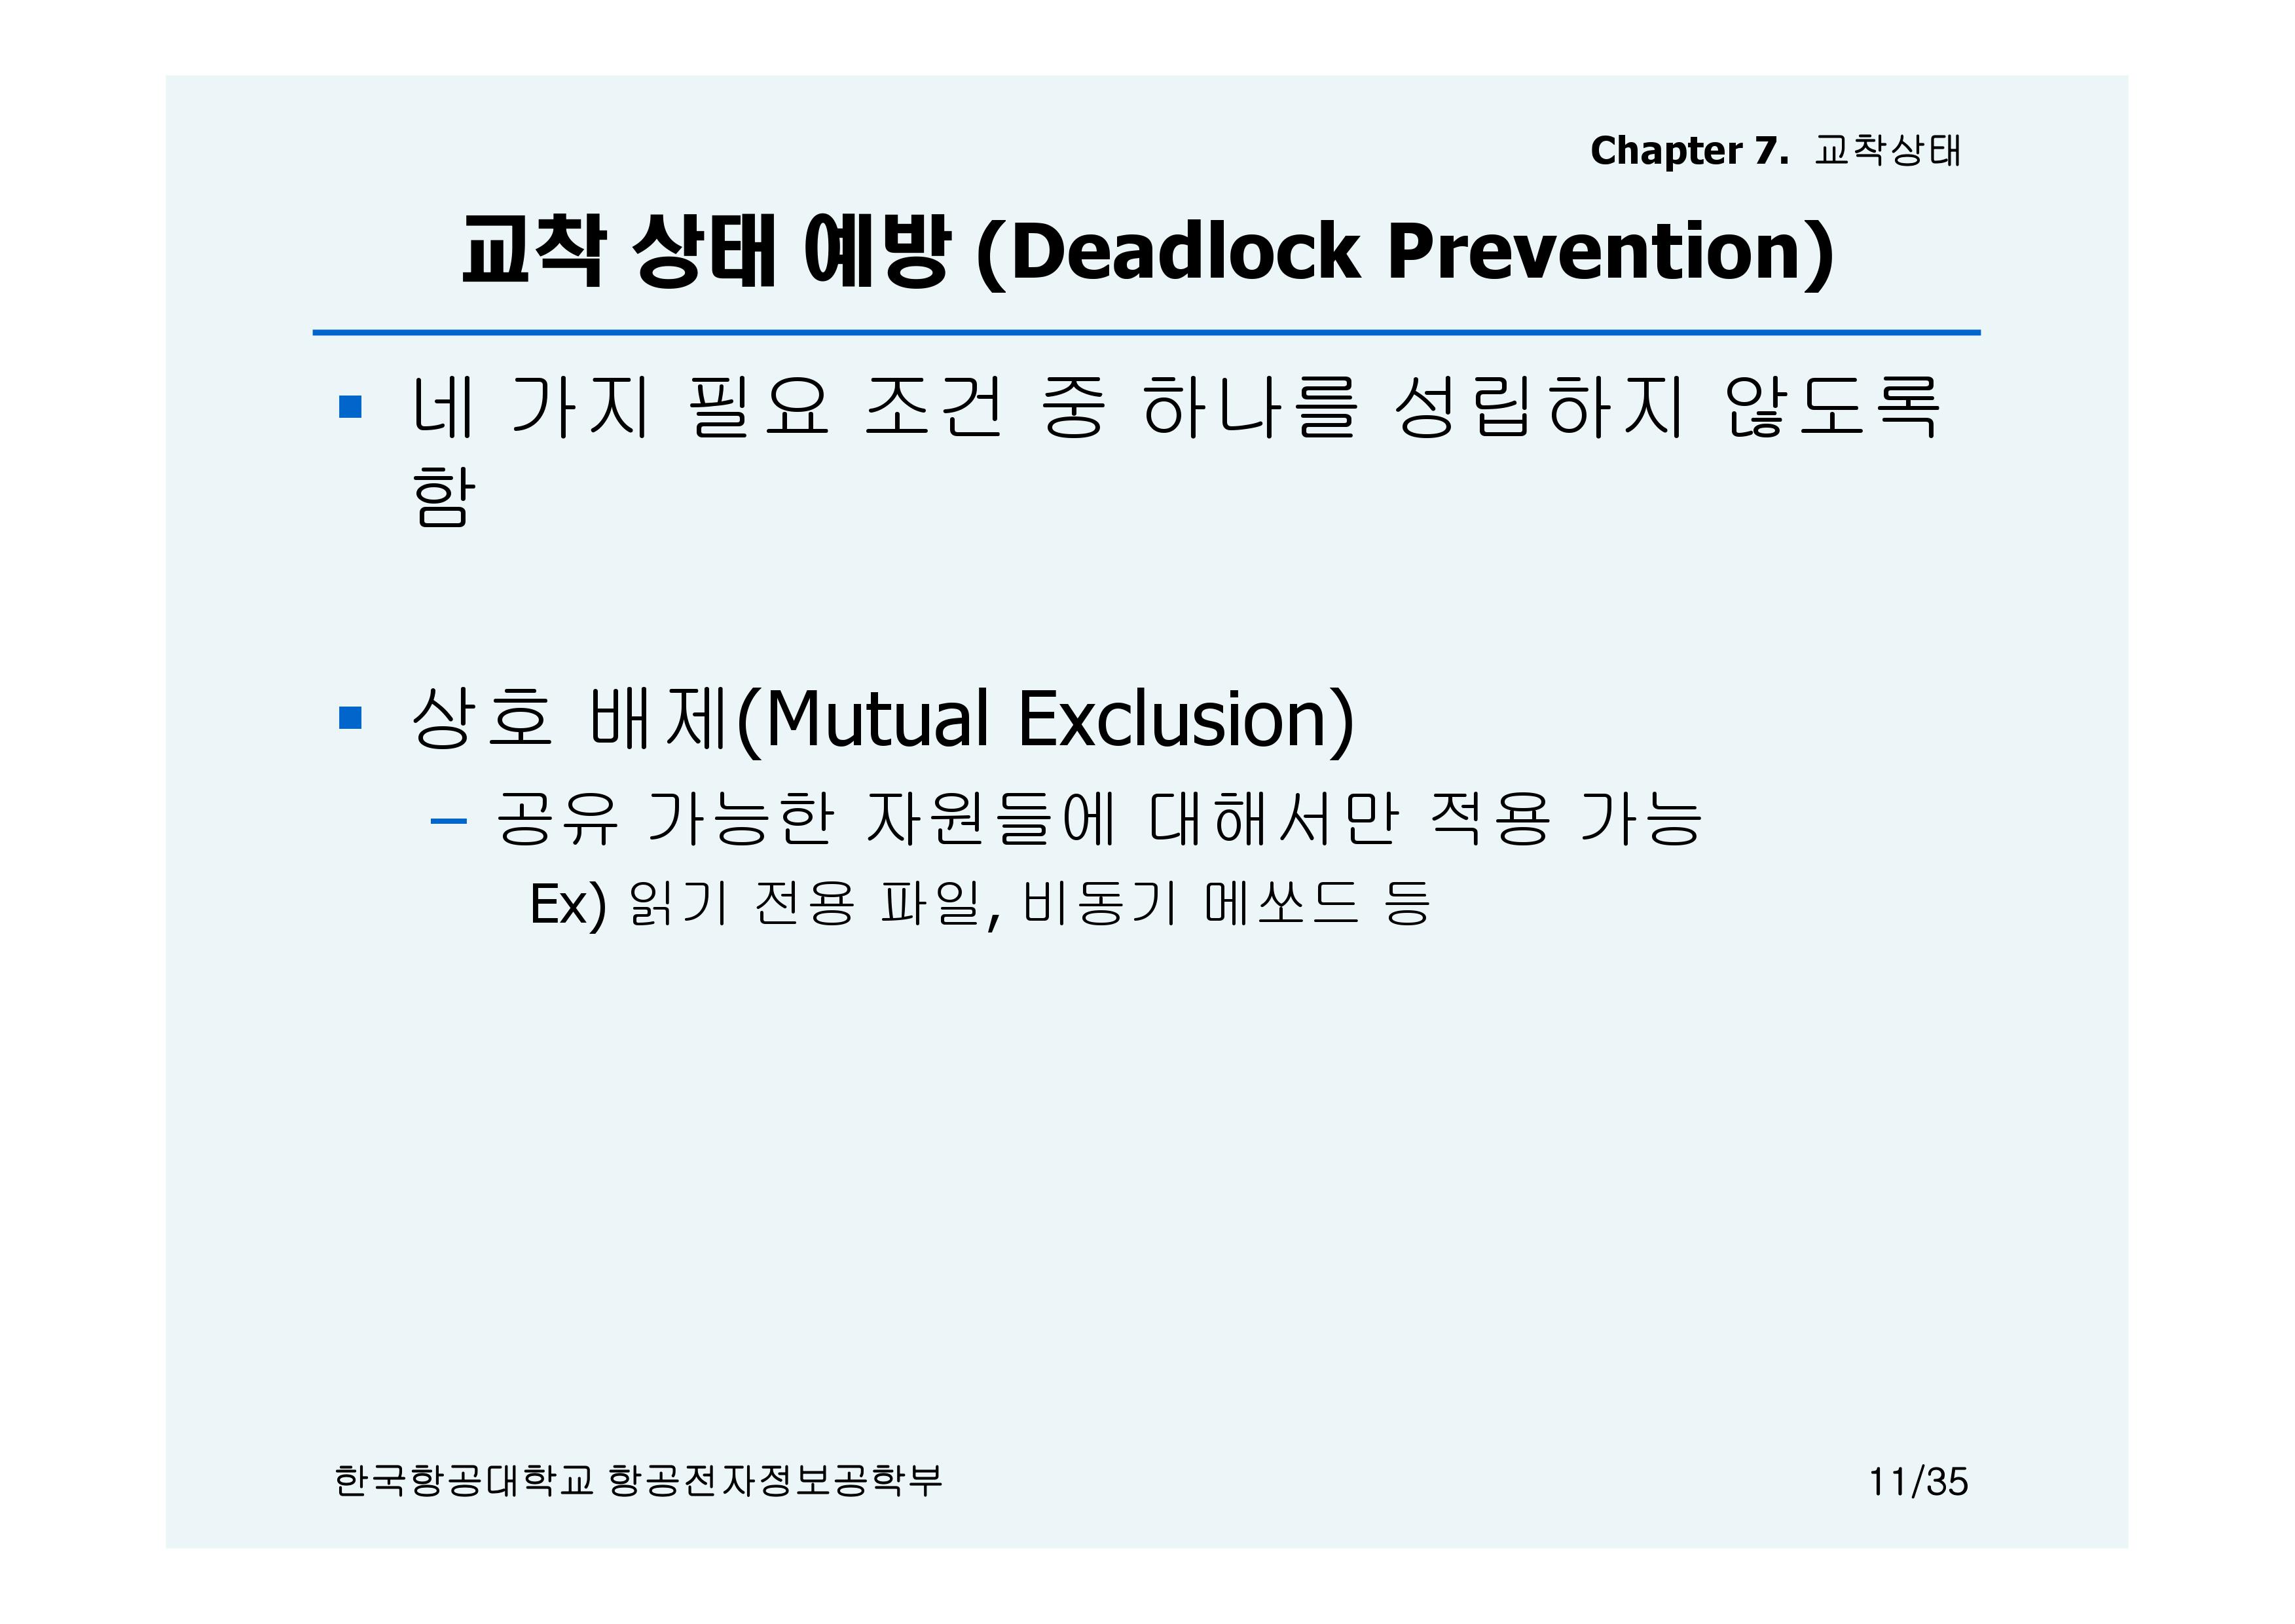 Chapter 7. 교착상태
교착 상태 예방 (Deadlock Prevention)
네 가지 필요 조건 중 하나를 성립하지 않도록
함
상호 배제(Mutual Exclusion)
– 공유 가능한 자원들에 대해서만 적용 가능
Ex) 읽기 전용 파일, 비동기 메쏘드 등
한국항공대학교 항공전자정보공학부
11/35